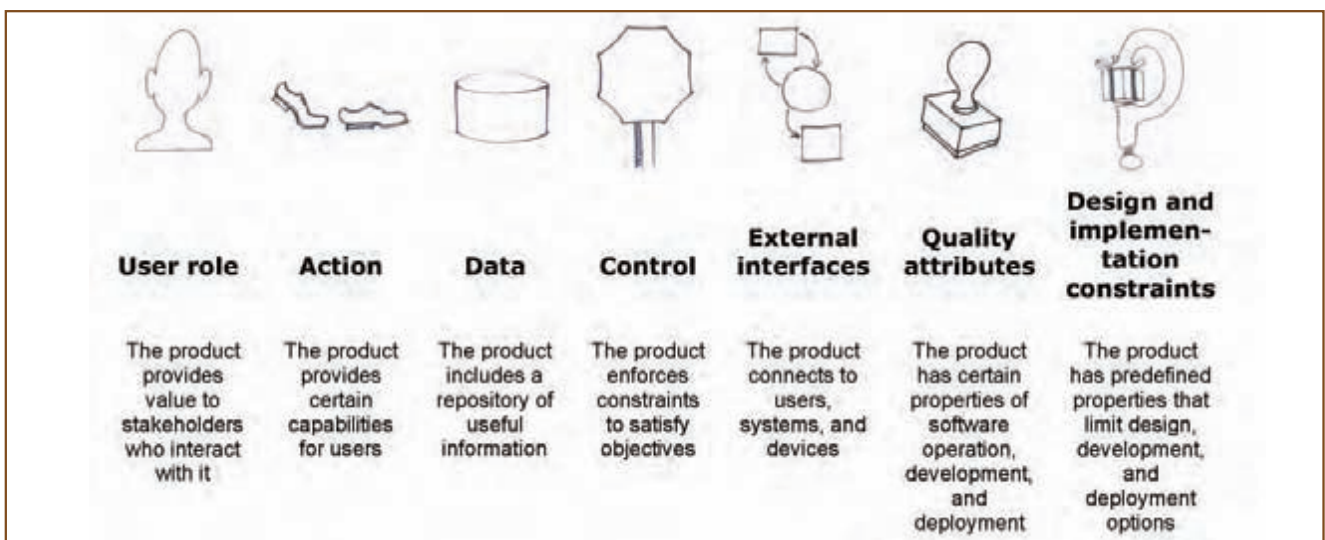 User role
The product
provides
value to
stakeholders
who interact
with it
Action
The product
provides
certain
capabilities
for users
Data
The product
includes a
repository of
useful
information
Control
The product
enforces
constraints
to satisfy
objectives
External
interfaces
The product
connects to
users,
systems, and
devices
Quality
attributes
The product
has certain
properties of
software
operation,
development,
and
deployment
Design and
implemen-
tation
constraints
The product
has predefined
properties that
limit design,
development,
and
deployment
options